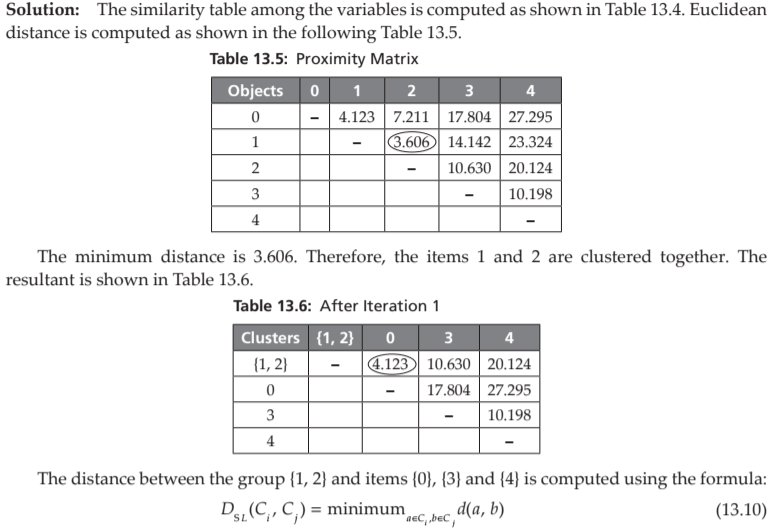 Solution: The similarity table among the variables is computed as shown in Table 13.4. Euclidean
distance is computed as shown in the following Table 13.5.
Table 13.5: Proximity Matrix
Objects 0 1 2 3 4
0 – 4.123 7.211 17.804 27.295
1 – 3.606 14.142 23.324
2 – 10.630 20.124
3 – 10.198
4 –
The minimum distance is 3.606. Therefore, the items 1 and 2 are clustered together. The
resultant is shown in Table 13.6.
Table 13.6: After Iteration 1
Clusters {1, 2} 0 3 4
{1, 2} – 4.123 10.630 20.124
0 – 17.804 27.295
3 – 10.198
4 –
The distance between the group {1, 2} and items {0}, {3} and {4} is computed using the formula:
D_SL(C_i, C_j) = minimum_{a∈C_i, b∈C_j} d(a, b) (13.10)